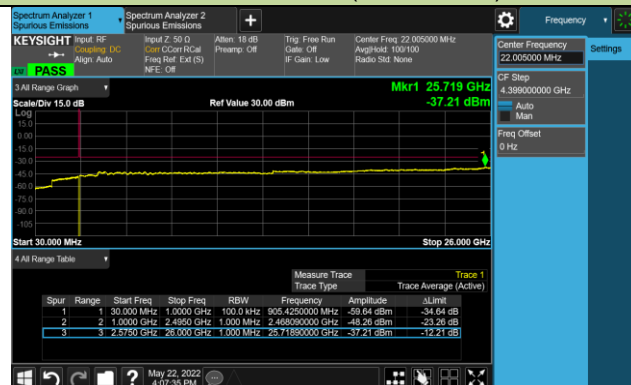 Spectrum Analyzer 1
Spurious Emissions
Spectrum Analyzer 2
Spurious Emissions
+
Frequency
KEYSIGHT
Input: RF
Coupling: DC
Align: Auto
Input Z: 50 Ω
Corr CCorr RCal
Freq Ref: Ext (S)
NFE: Off
Atten: 18 dB
Preamp: Off
Trig: Free Run
Gate: Off
IF Gain: Low
Center Freq: 22.005000 MHz
Avg|Hold: 100/100
Radio Std: None
PASS
Center Frequency
22.005000 MHz
Settings
CF Step
4.399000000 GHz
Auto
Man
Freq Offset
0 Hz
3 All Range Graph
Mkr1 25.719 GHz
Scale/Div 15.0 dB
Ref Value 30.00 dBm
-37.21 dBm
Log
15.0
0.00
-15.0
-30.0
-45.0
-60.0
-75.0
-90.0
-105
Start 30.000 MHz
Stop 26.000 GHz
4 All Range Table
Measure Trace Trace 1
Trace Type Trace Average (Active)
Spur Range Start Freq Stop Freq RBW Frequency Amplitude ΔLimit
1 1 30.000 MHz 1.0000 GHz 100.0 kHz 905.4250000 MHz -59.64 dBm -34.64 dB
2 2 1.0000 GHz 2.4950 GHz 1.000 MHz 2.468090000 GHz -48.26 dBm -23.26 dB
3 3 2.5750 GHz 26.000 GHz 1.000 MHz 25.71890000 GHz -37.21 dBm -12.21 dB
?
May 22, 2022
4:07:35 PM